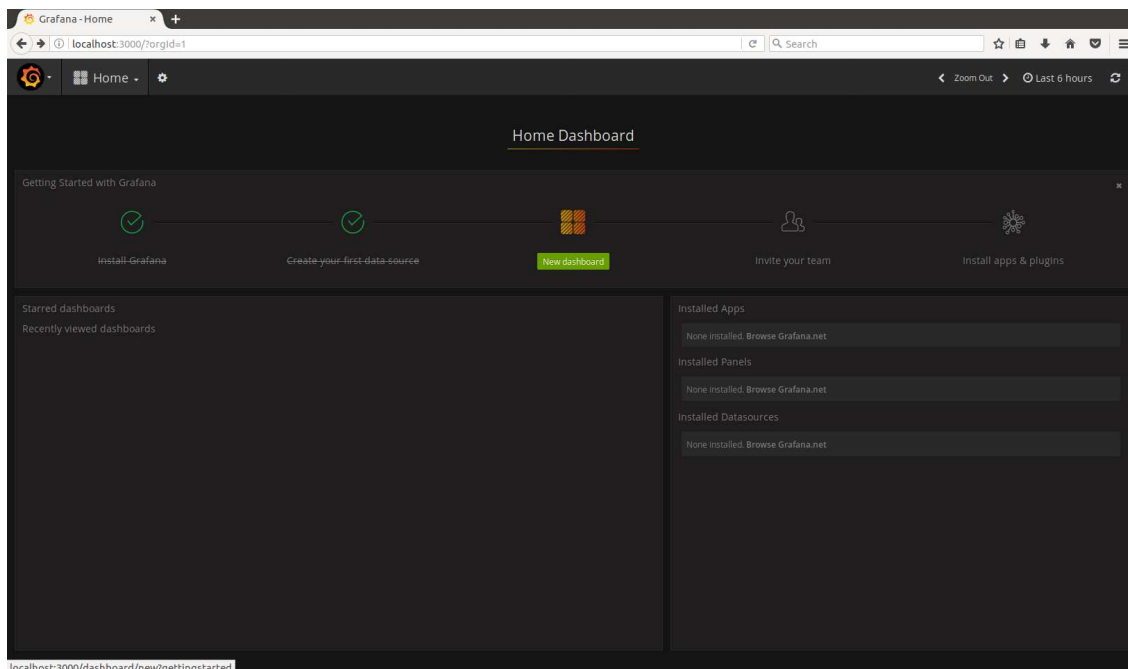 Grafana - Home
localhost:3000/?orgId=1
Search
Home
Zoom Out
Last 6 hours
Home Dashboard
Getting Started with Grafana
Install Grafana
Create your first data source
New dashboard
Invite your team
Install apps & plugins
Starred dashboards
Recently viewed dashboards
Installed Apps
None installed. Browse Grafana.net
Installed Panels
None installed. Browse Grafana.net
Installed Datasources
None installed. Browse Grafana.net
localhost:3000/dashboard/new?gettingstarted